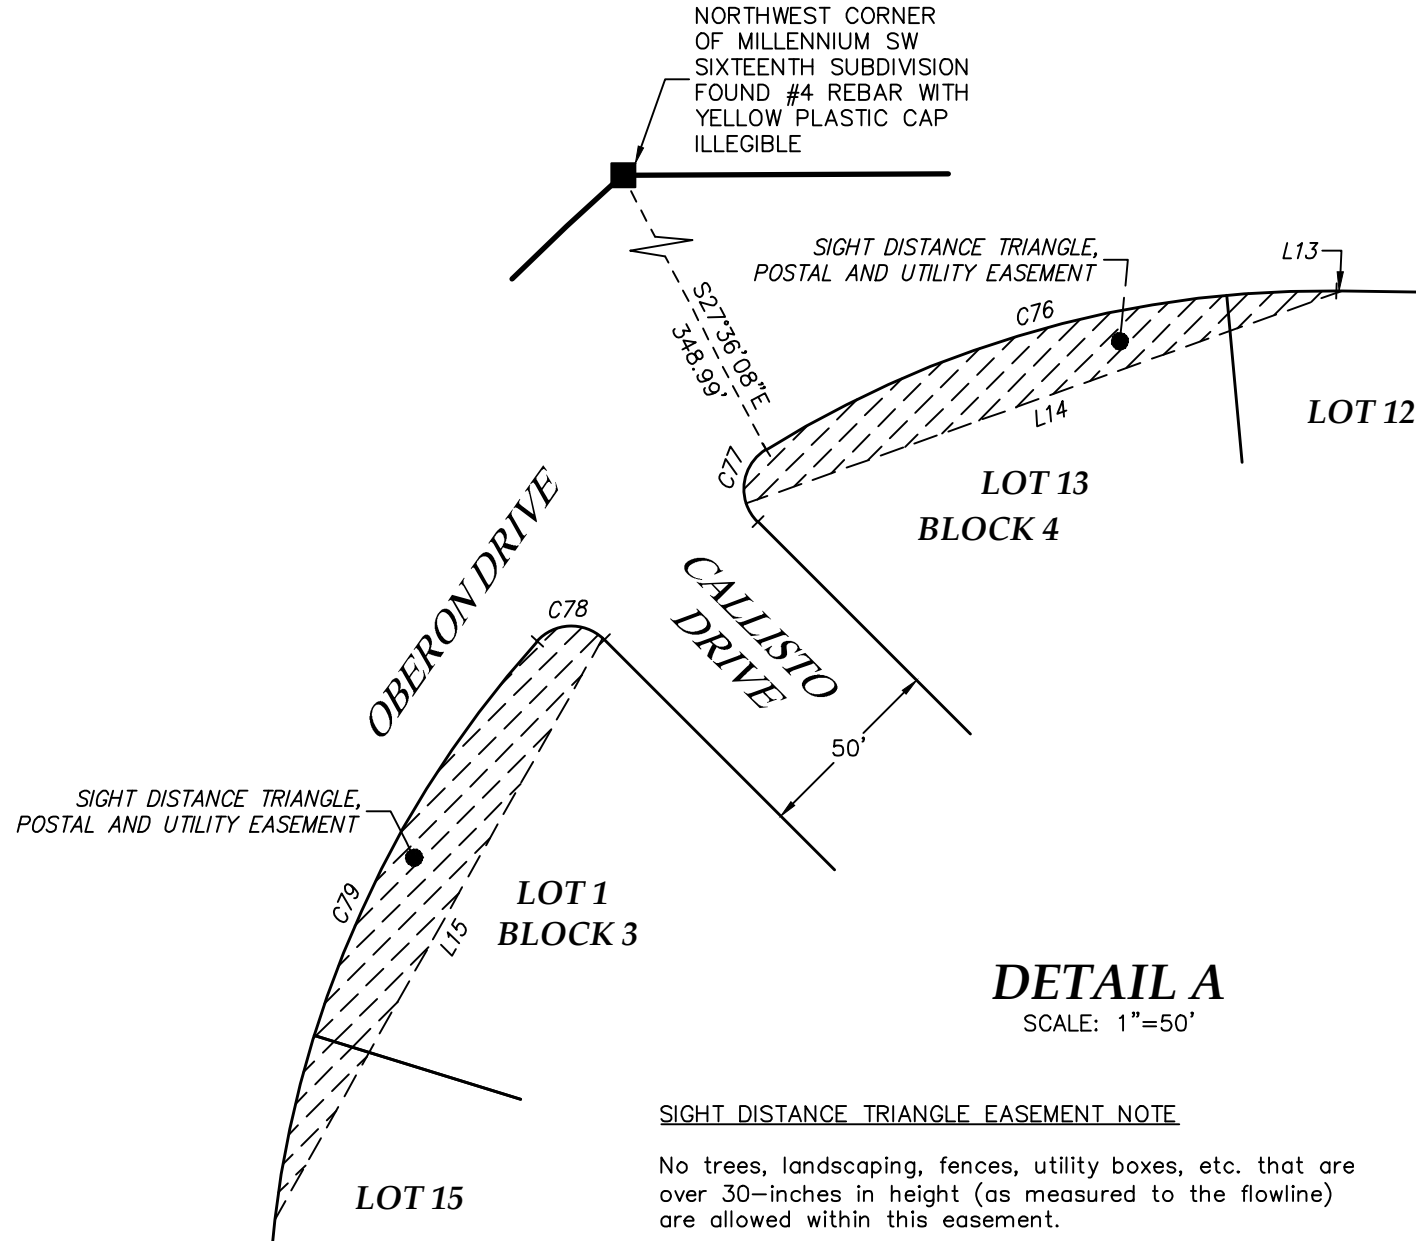 NORTHWEST CORNER
OF MILLENNIUM SW
SIXTEENTH SUBDIVISION
FOUND #4 REBAR WITH
YELLOW PLASTIC CAP
ILLEGIBLE
SIGHT DISTANCE TRIANGLE,
POSTAL AND UTILITY EASEMENT
L13
S27°36'08"E
348.99'
C76
L14
LOT 12
C77
LOT 13
BLOCK 4
OBERON DRIVE
CALLISTO
DRIVE
C78
50'
SIGHT DISTANCE TRIANGLE,
POSTAL AND UTILITY EASEMENT
C79
L15
LOT 1
BLOCK 3
DETAIL A
SCALE: 1"=50'
SIGHT DISTANCE TRIANGLE EASEMENT NOTE
No trees, landscaping, fences, utility boxes, etc. that are
over 30-inches in height (as measured to the flowline)
are allowed within this easement.
LOT 15